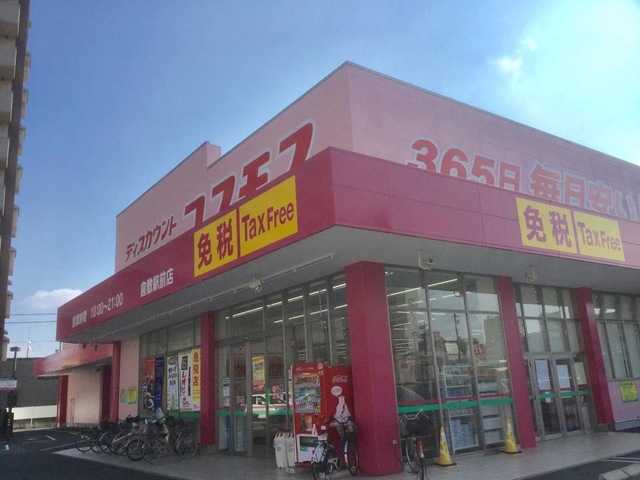 ディスカウント
コスモス
365日毎日安い
免税 Tax Free
免税 Tax Free
営業時間 10:00~21:00 倉敷駅前店